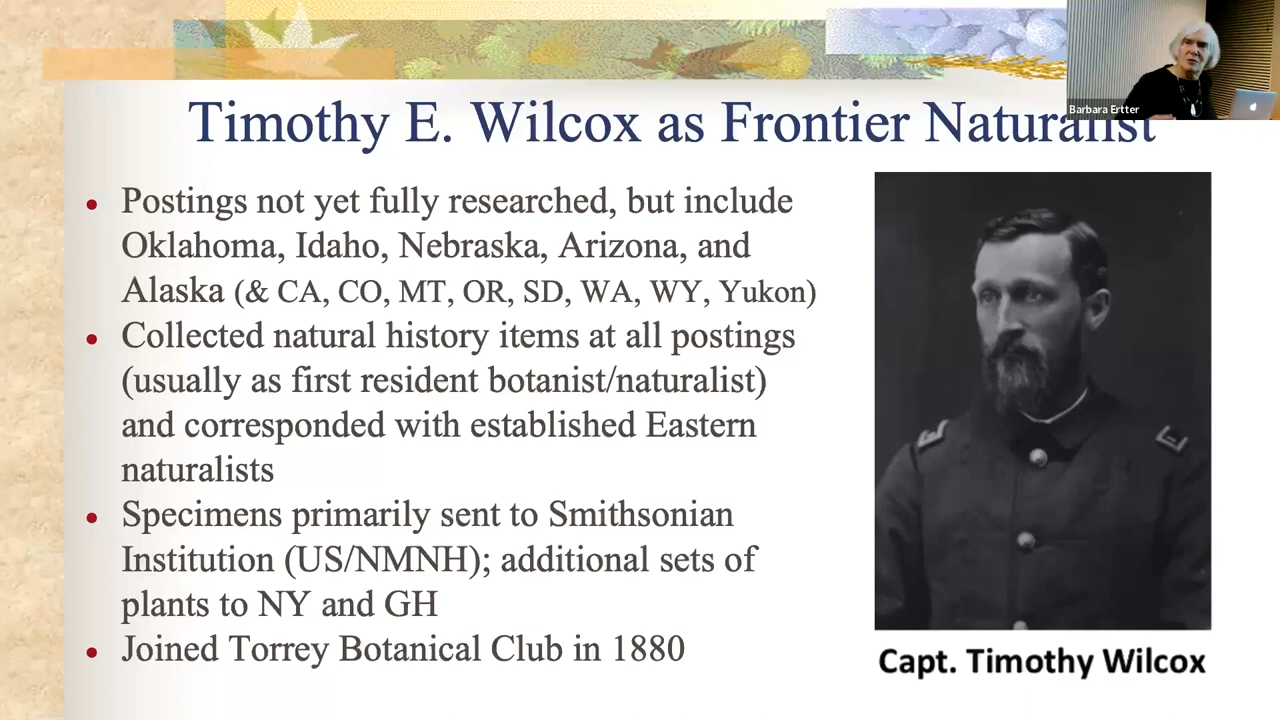 Barbara Ertter
Timothy E. Wilcox as Frontier Naturalist
Postings not yet fully researched, but include
Oklahoma, Idaho, Nebraska, Arizona, and
Alaska (& CA, CO, MT, OR, SD, WA, WY, Yukon)
Collected natural history items at all postings
(usually as first resident botanist/naturalist)
and corresponded with established Eastern
naturalists
Specimens primarily sent to Smithsonian
Institution (US/NMNH); additional sets of
plants to NY and GH
Joined Torrey Botanical Club in 1880
Capt. Timothy Wilcox